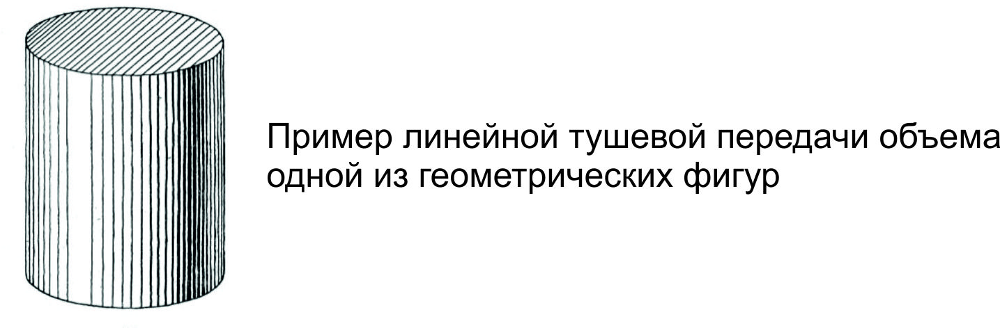 Пример линейной тушевой передачи объема
одной из геометрических фигур